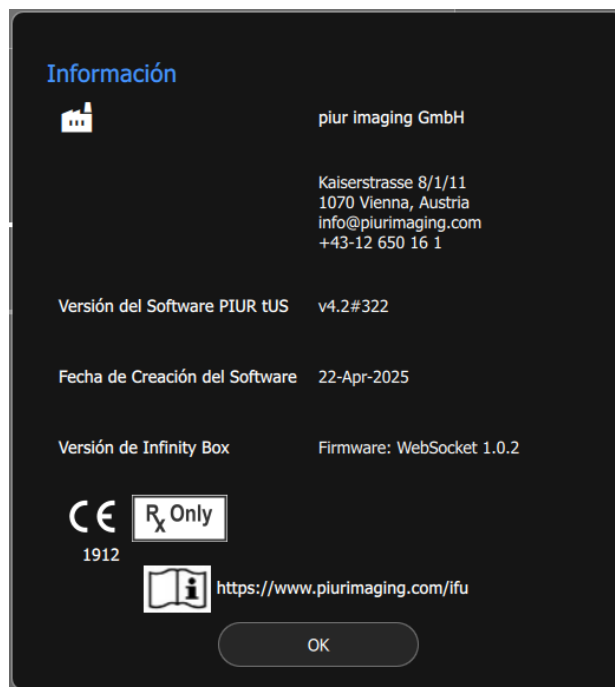 Información
piur imaging GmbH
Kaiserstrasse 8/1/11
1070 Vienna, Austria
info@piurimaging.com
+43-12 650 16 1
Versión del Software PIUR tUS v4.2#322
Fecha de Creación del Software 22-Apr-2025
Versión de Infinity Box Firmware: WebSocket 1.0.2
CE Rx Only
1912
i https://www.piurimaging.com/ifu
OK